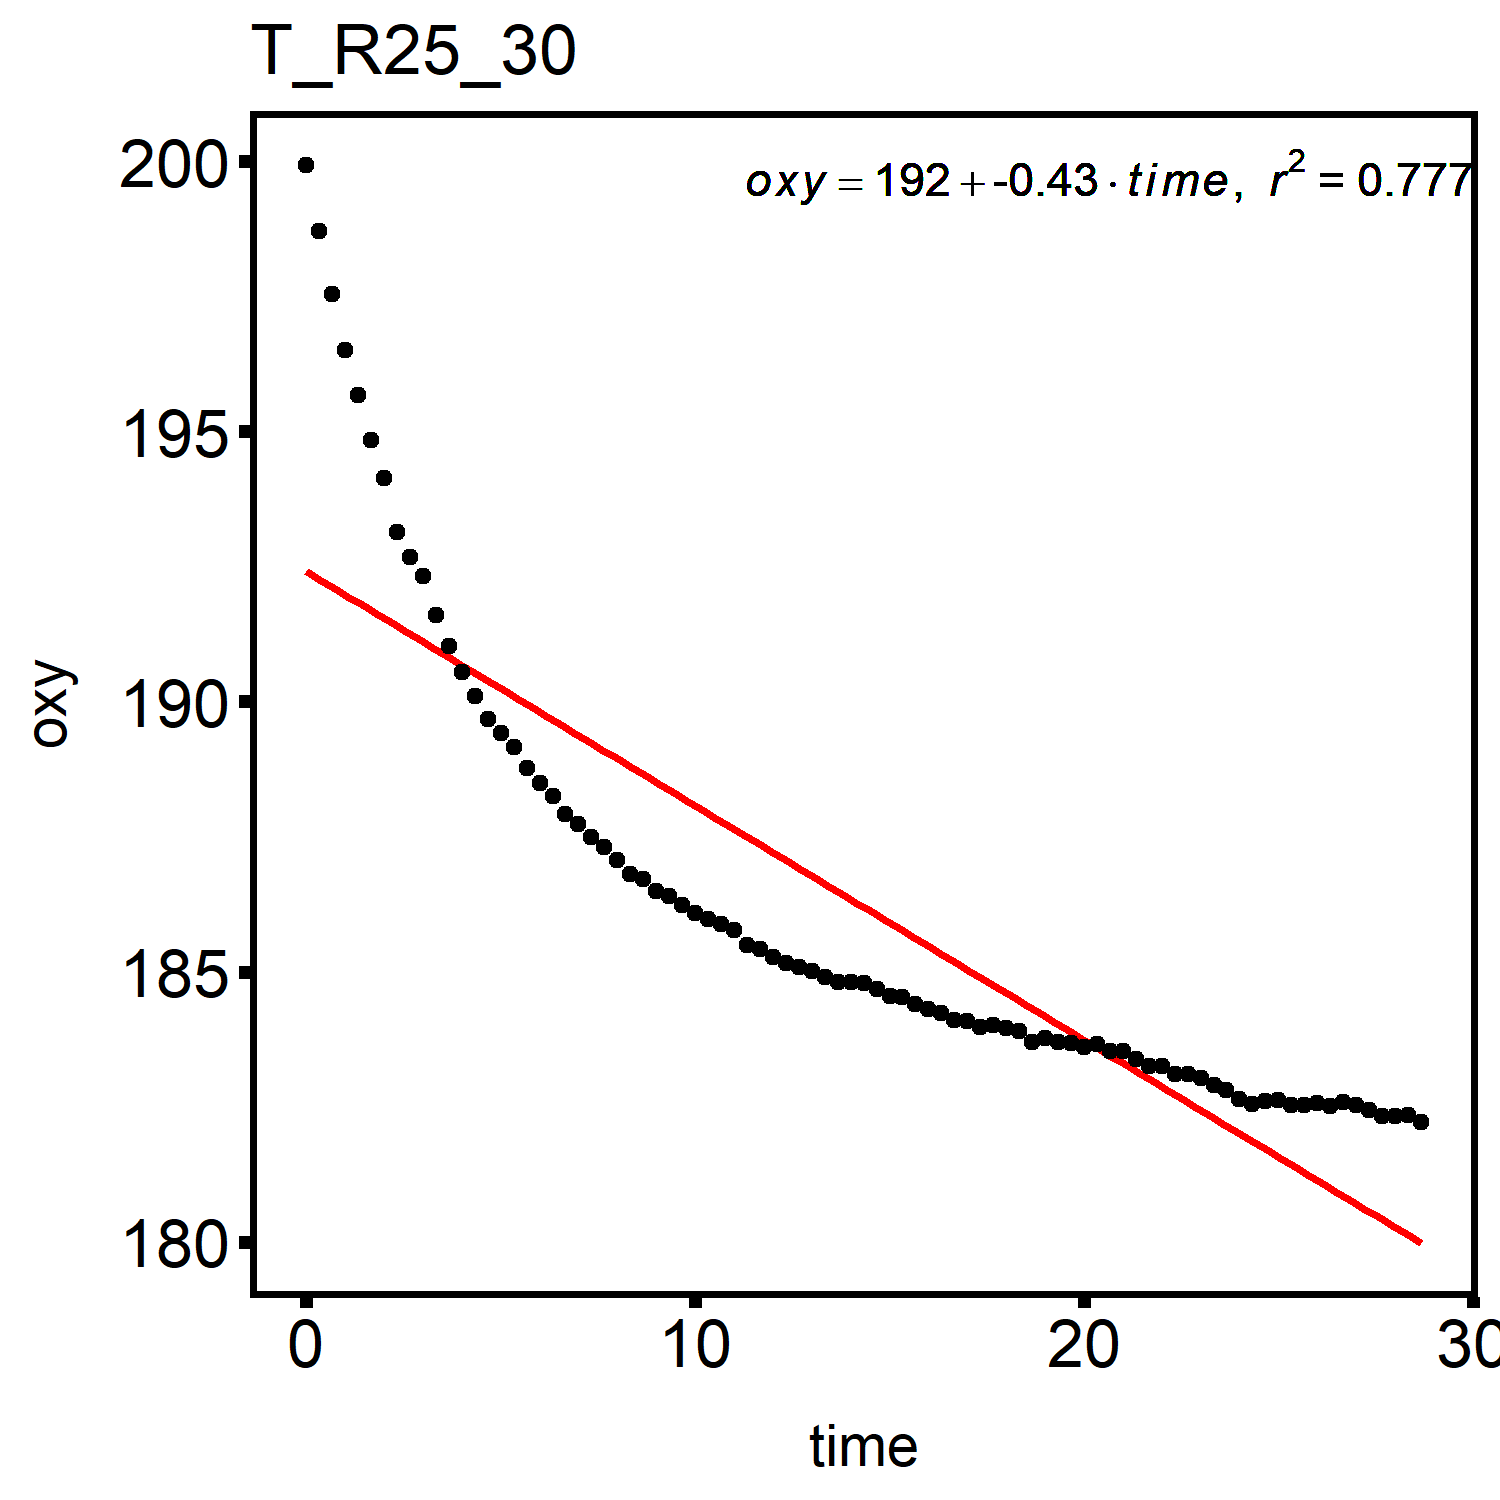 T_R25_30
oxy = 192 + -0.43 · time, r² = 0.777
200
195
190
185
180
oxy
0 10 20 30
time